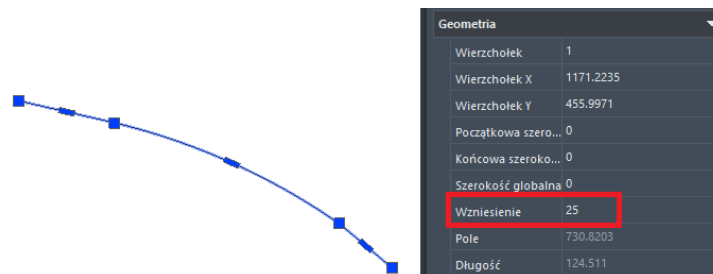 Geometria
Wierzchołek 1
Wierzchołek X 1171.2235
Wierzchołek Y 455.9971
Początkowa szero... 0
Końcowa szeroko... 0
Szerokość globalna 0
Wzniesienie 25
Pole 730.8203
Długość 124.511